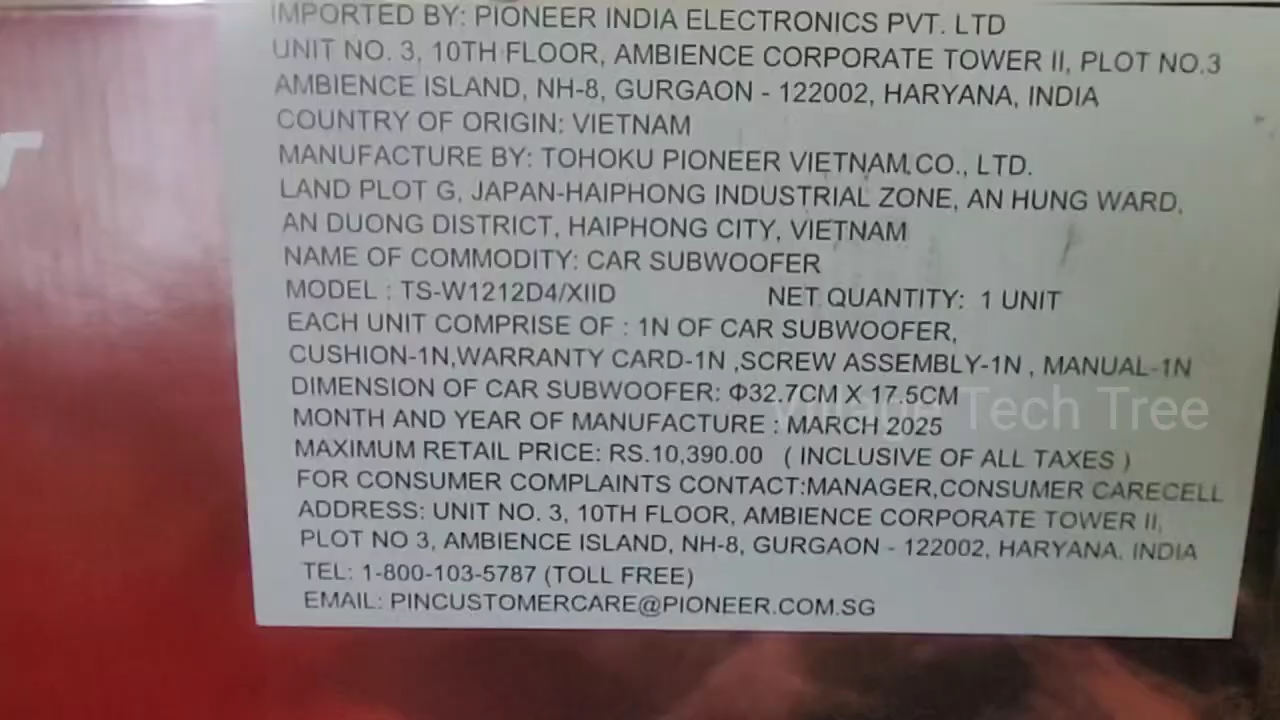 IMPORTED BY: PIONEER INDIA ELECTRONICS PVT. LTD
UNIT NO. 3, 10TH FLOOR, AMBIENCE CORPORATE TOWER II, PLOT NO.3
AMBIENCE ISLAND, NH-8, GURGAON - 122002, HARYANA, INDIA
COUNTRY OF ORIGIN: VIETNAM
MANUFACTURE BY: TOHOKU PIONEER VIETNAM.CO., LTD.
LAND PLOT G, JAPAN-HAIPHONG INDUSTRIAL ZONE, AN HUNG WARD,
AN DUONG DISTRICT, HAIPHONG CITY, VIETNAM
NAME OF COMMODITY: CAR SUBWOOFER
MODEL : TS-W1212D4/XIID NET QUANTITY: 1 UNIT
EACH UNIT COMPRISE OF : 1N OF CAR SUBWOOFER,
CUSHION-1N,WARRANTY CARD-1N ,SCREW ASSEMBLY-1N , MANUAL-1N
DIMENSION OF CAR SUBWOOFER: Φ32.7CM X 17.5CM
Village Tech Tree
MONTH AND YEAR OF MANUFACTURE : MARCH 2025
MAXIMUM RETAIL PRICE: RS.10,390.00 ( INCLUSIVE OF ALL TAXES )
FOR CONSUMER COMPLAINTS CONTACT:MANAGER,CONSUMER CARECELL
ADDRESS: UNIT NO. 3, 10TH FLOOR, AMBIENCE CORPORATE TOWER II,
PLOT NO 3, AMBIENCE ISLAND, NH-8, GURGAON - 122002, HARYANA. INDIA
TEL: 1-800-103-5787 (TOLL FREE)
EMAIL: PINCUSTOMERCARE@PIONEER.COM.SG